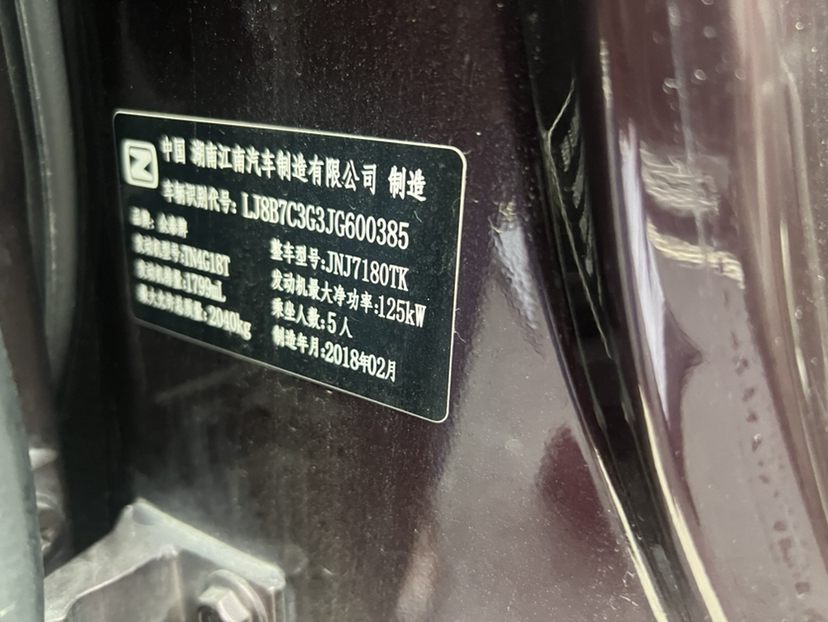 中国 湖南江南汽车制造有限公司 制造
车辆识别代号: LJ8B7C3G3JG600385
品牌: 众泰牌
整车型号:JNJ7180TK
发动机型号:TN4G18T
发动机最大净功率:125kW
发动机排量:1799mL
乘坐人数:5人
最大允许总质量:2040kg
制造年月:2018年02月